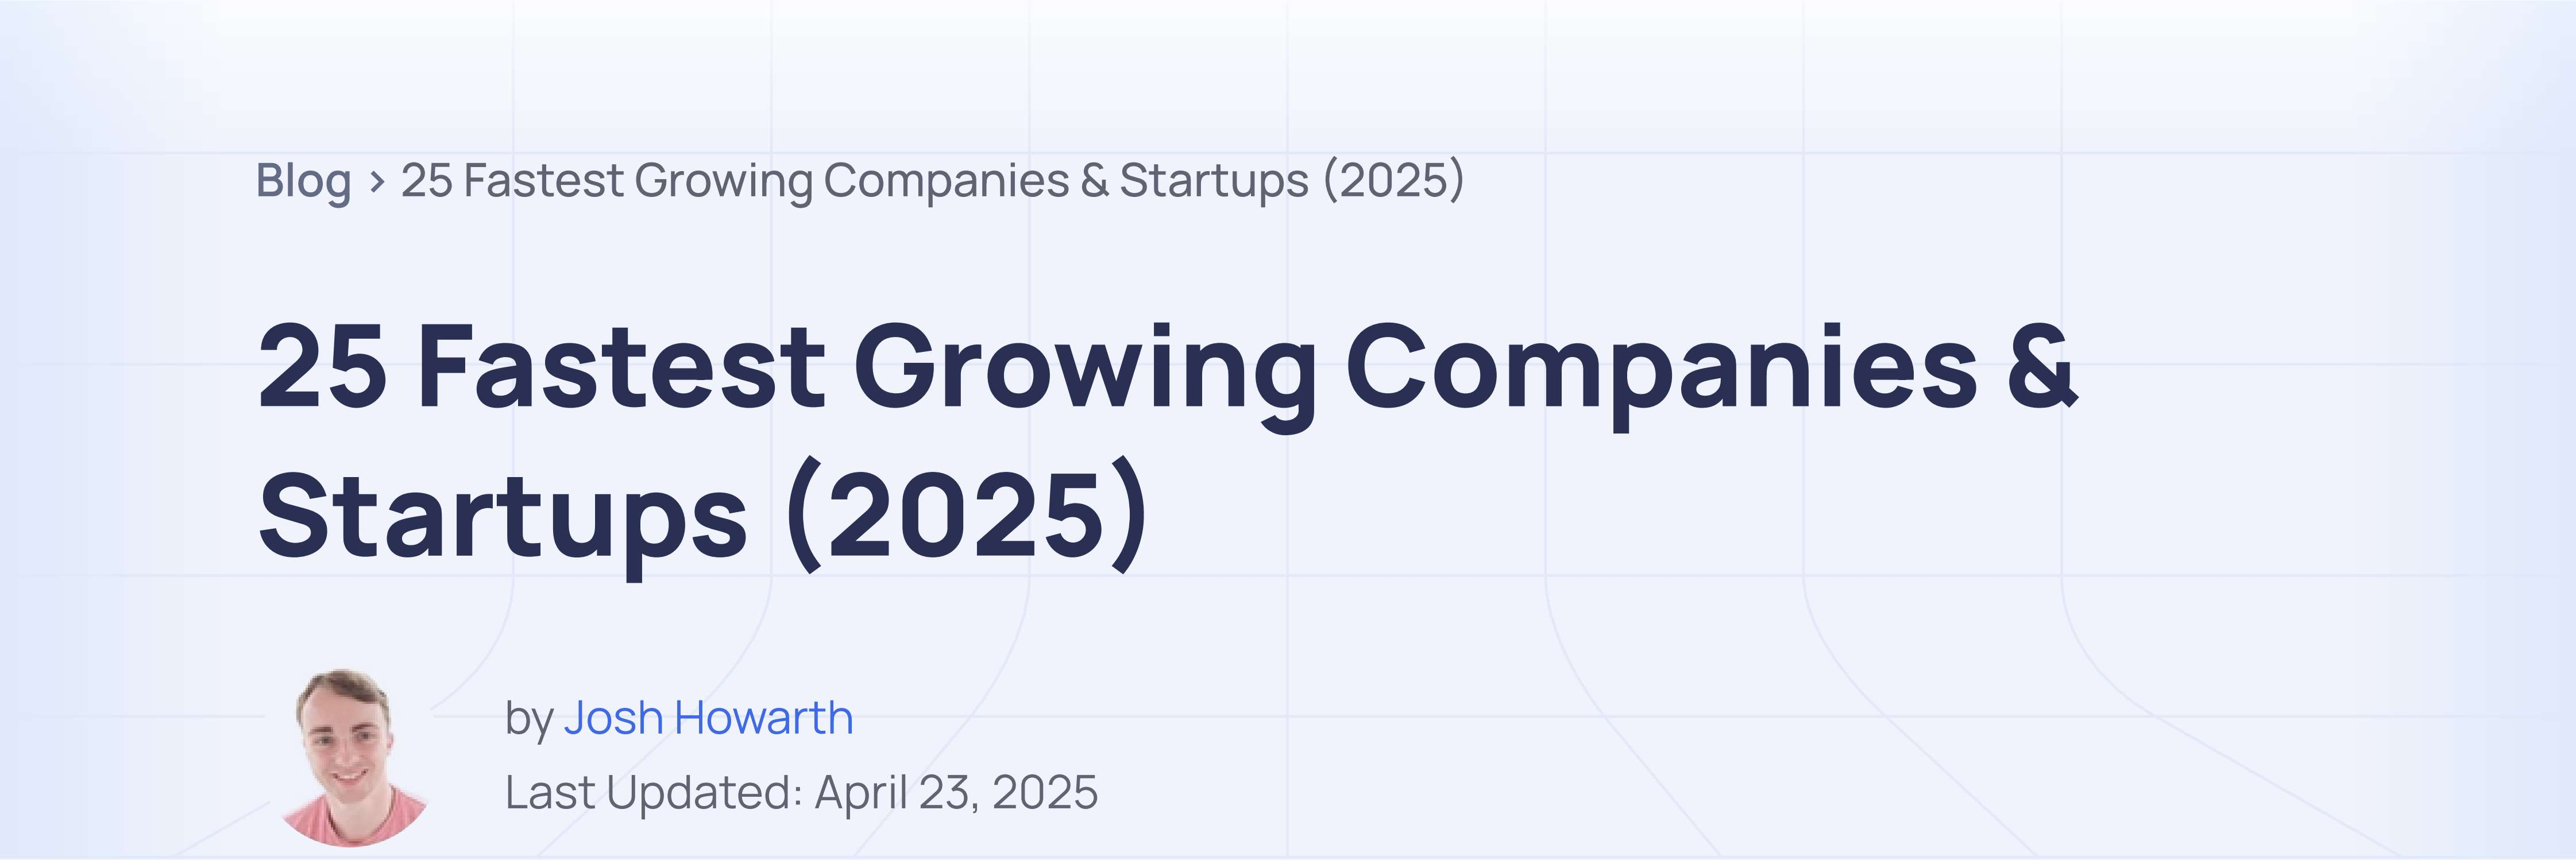 Blog > 25 Fastest Growing Companies & Startups (2025)
25 Fastest Growing Companies &
Startups (2025)
by Josh Howarth
Last Updated: April 23, 2025